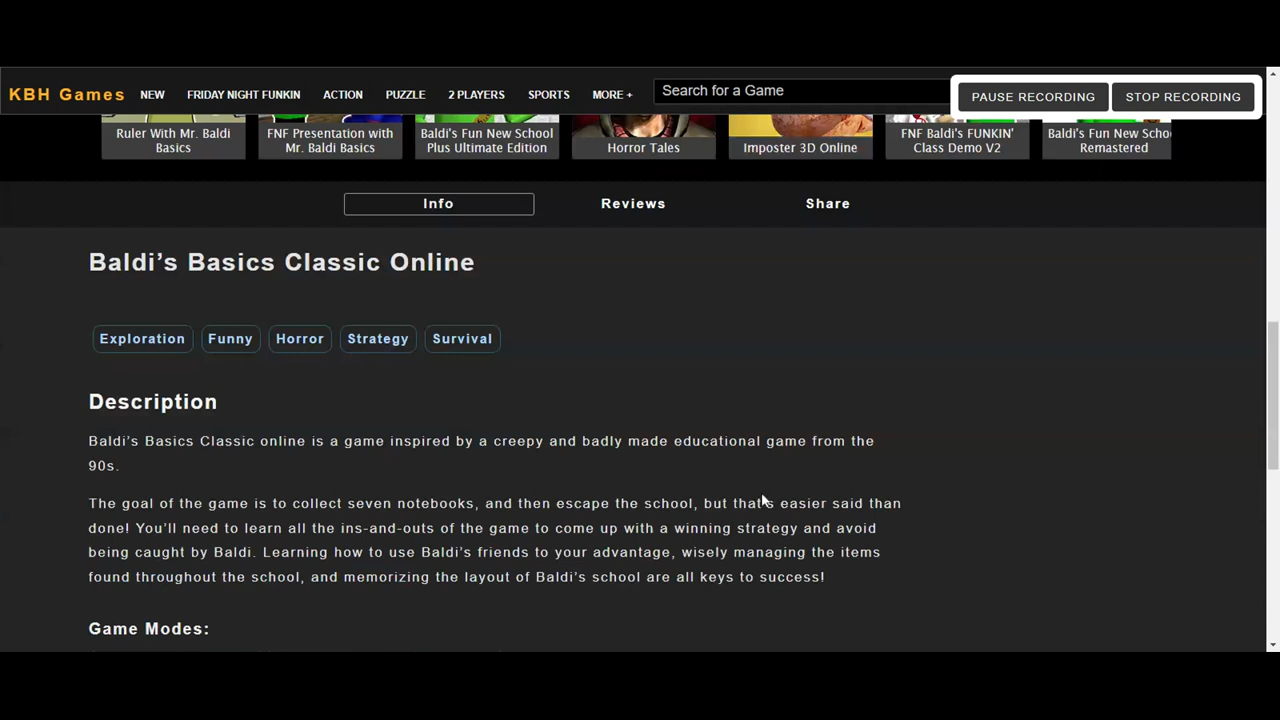 KBH Games NEW FRIDAY NIGHT FUNKIN ACTION PUZZLE 2 PLAYERS SPORTS MORE + Search for a Game PAUSE RECORDING STOP RECORDING
Ruler With Mr. Baldi
Basics
FNF Presentation with
Mr. Baldi Basics
Baldi's Fun New School
Plus Ultimate Edition
Horror Tales
Imposter 3D Online
FNF Baldi's FUNKIN'
Class Demo V2
Baldi's Fun New Schoo
Remastered
Info Reviews Share
Baldi’s Basics Classic Online
Exploration Funny Horror Strategy Survival
Description
Baldi’s Basics Classic online is a game inspired by a creepy and badly made educational game from the
90s.
The goal of the game is to collect seven notebooks, and then escape the school, but that’s easier said than
done! You’ll need to learn all the ins-and-outs of the game to come up with a winning strategy and avoid
being caught by Baldi. Learning how to use Baldi’s friends to your advantage, wisely managing the items
found throughout the school, and memorizing the layout of Baldi’s school are all keys to success!
Game Modes: